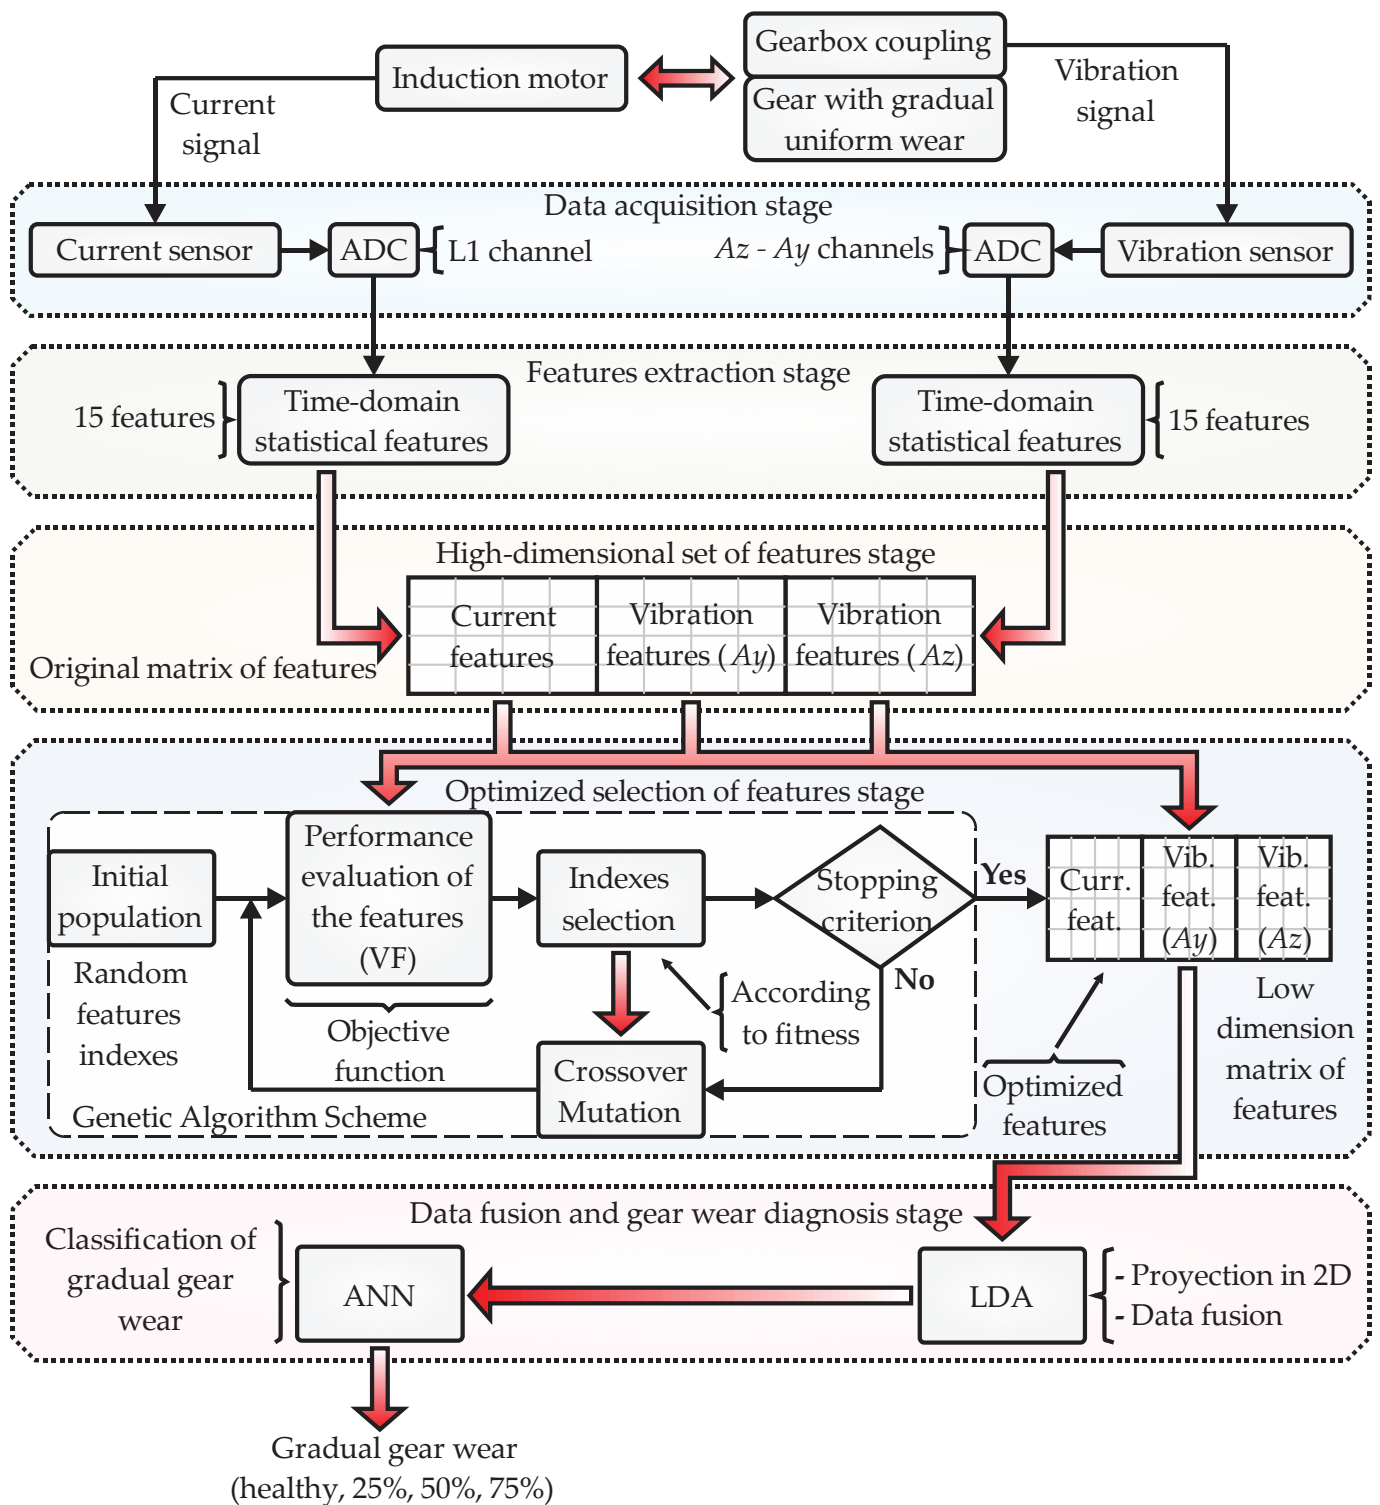 Induction motor
Gearbox coupling
Gear with gradual
uniform wear
Current
signal
Vibration
signal
Data acquisition stage
Current sensor
ADC
L1 channel
Az - Ay channels
ADC
Vibration sensor
Features extraction stage
15 features
Time-domain
statistical features
Time-domain
statistical features
15 features
High-dimensional set of features stage
Current
features
Vibration
features (Ay)
Vibration
features (Az)
Original matrix of features
Optimized selection of features stage
Initial
population
Random
features
indexes
Performance
evaluation of
the features
(VF)
Objective
function
Indexes
selection
According
to fitness
Crossover
Mutation
Stopping
criterion
Yes
No
Genetic Algorithm Scheme
Curr.
feat.
Vib.
feat.
(Ay)
Vib.
feat.
(Az)
Optimized
features
Low
dimension
matrix of
features
Data fusion and gear wear diagnosis stage
Classification of
gradual gear
wear
ANN
LDA
- Proyection in 2D
- Data fusion
Gradual gear wear
(healthy, 25%, 50%, 75%)